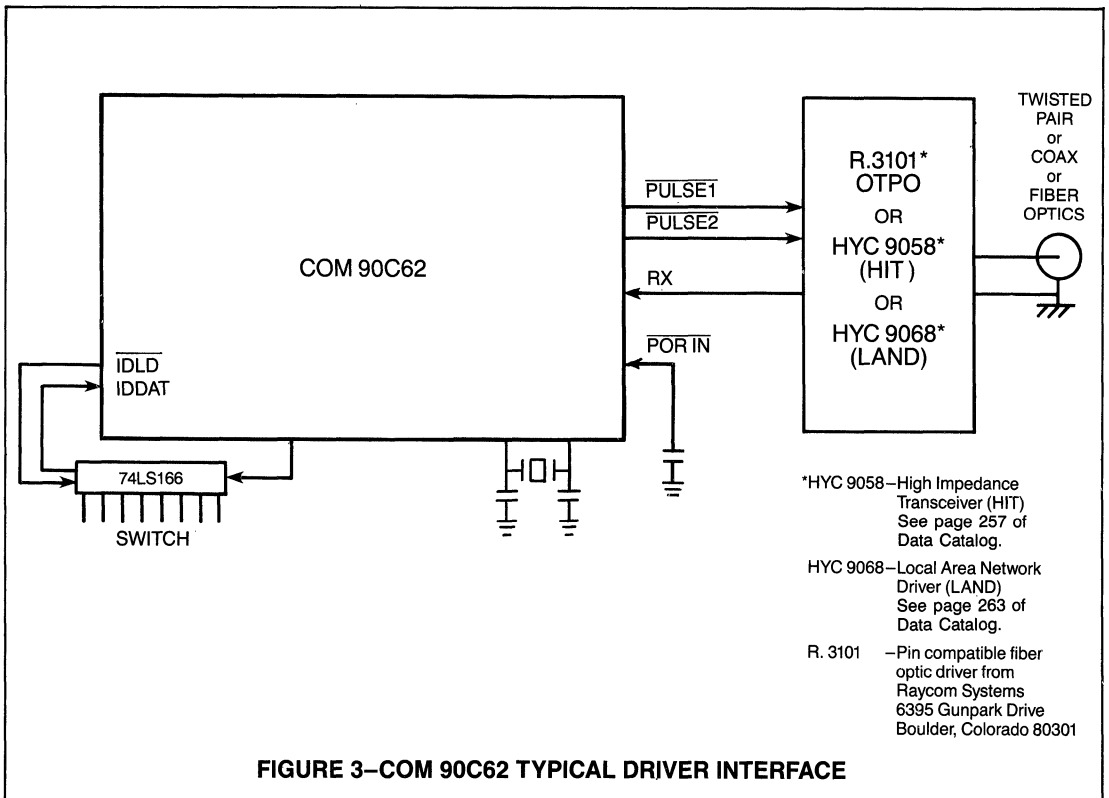 COM 90C62
IDLD
IDDAT
74LS166
SWITCH
PULSE1
PULSE2
RX
POR IN
R.3101*
OTPO
OR
HYC 9058*
(HIT)
OR
HYC 9068*
(LAND)
TWISTED
PAIR
or
COAX
or
FIBER
OPTICS
*HYC 9058–High Impedance
Transceiver (HIT)
See page 257 of
Data Catalog.
HYC 9068–Local Area Network
Driver (LAND)
See page 263 of
Data Catalog.
R. 3101 –Pin compatible fiber
optic driver from
Raycom Systems
6395 Gunpark Drive
Boulder, Colorado 80301
FIGURE 3–COM 90C62 TYPICAL DRIVER INTERFACE